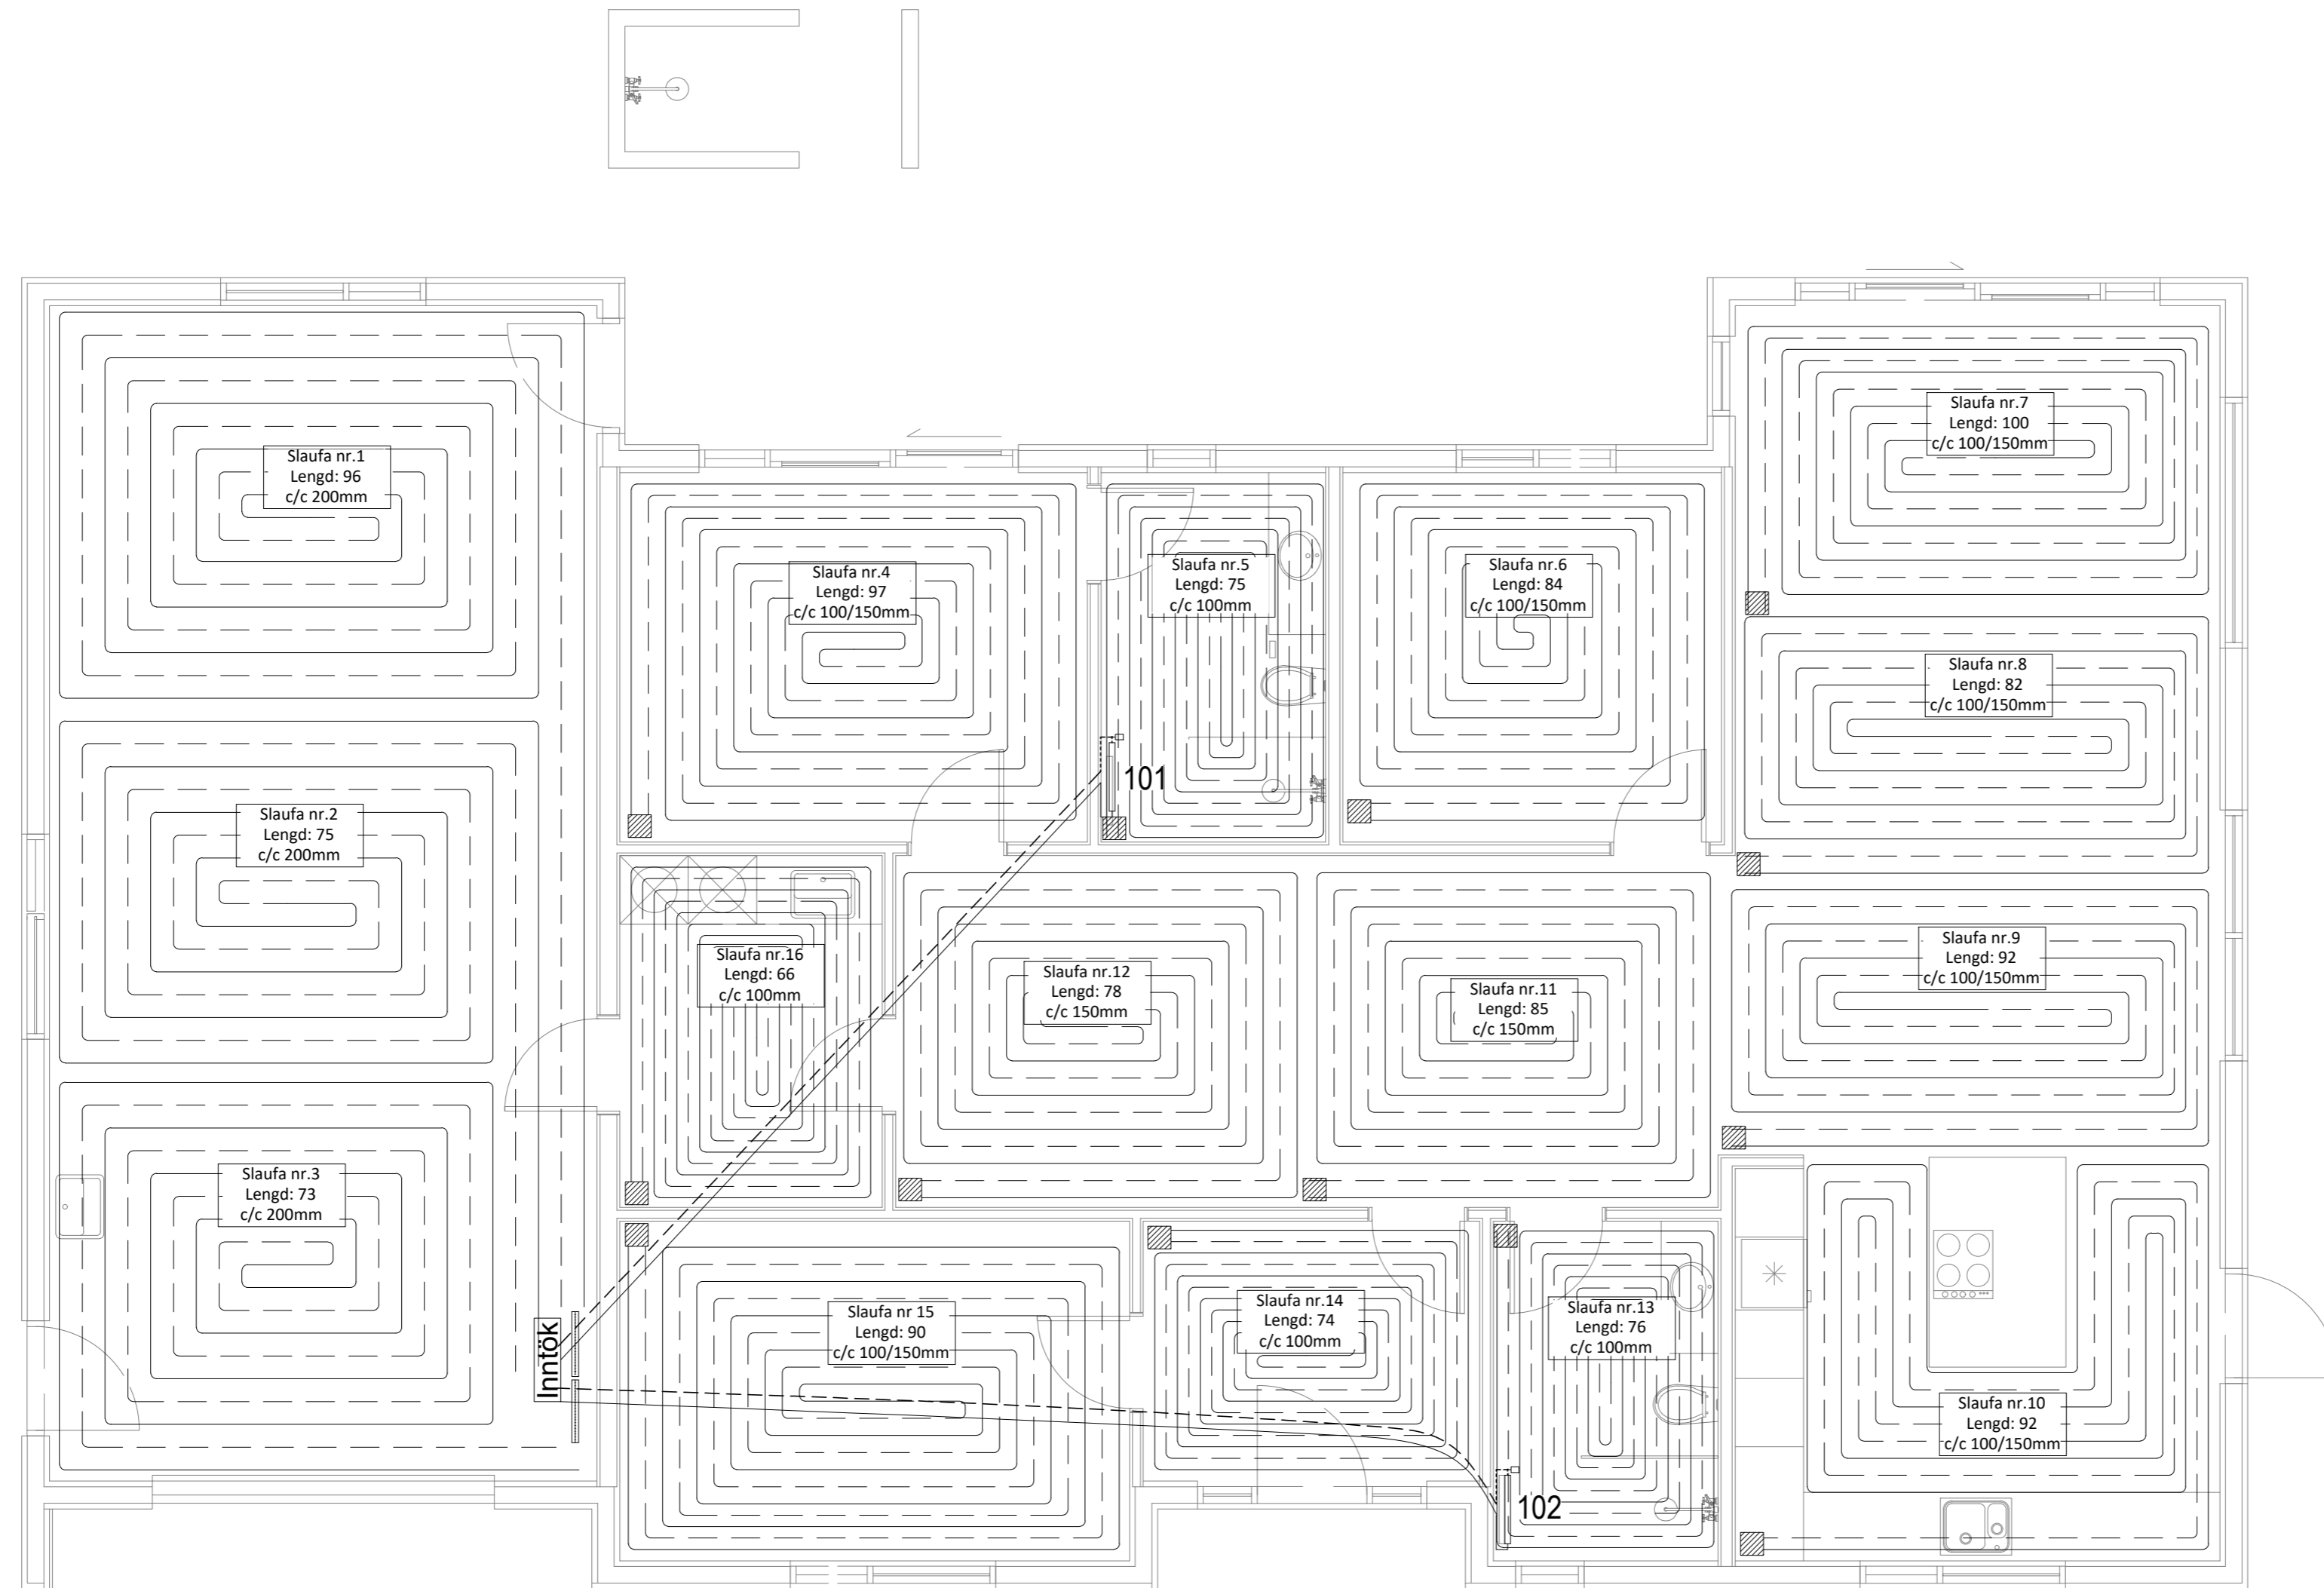 Slaufa nr.1
Lengd: 96
c/c 200mm
Slaufa nr.2
Lengd: 75
c/c 200mm
Slaufa nr.3
Lengd: 73
c/c 200mm
Slaufa nr.4
Lengd: 97
c/c 100/150mm
Slaufa nr.5
Lengd: 75
c/c 100mm
Slaufa nr.6
Lengd: 84
c/c 100/150mm
Slaufa nr.7
Lengd: 100
c/c 100/150mm
Slaufa nr.8
Lengd: 82
c/c 100/150mm
Slaufa nr.9
Lengd: 92
c/c 100/150mm
Slaufa nr.10
Lengd: 92
c/c 100/150mm
Slaufa nr.11
Lengd: 85
c/c 150mm
Slaufa nr.12
Lengd: 78
c/c 150mm
Slaufa nr.13
Lengd: 76
c/c 100mm
Slaufa nr.14
Lengd: 74
c/c 100mm
Slaufa nr 15
Lengd: 90
c/c 100/150mm
Slaufa nr.16
Lengd: 66
c/c 100mm
101
102
Inntök